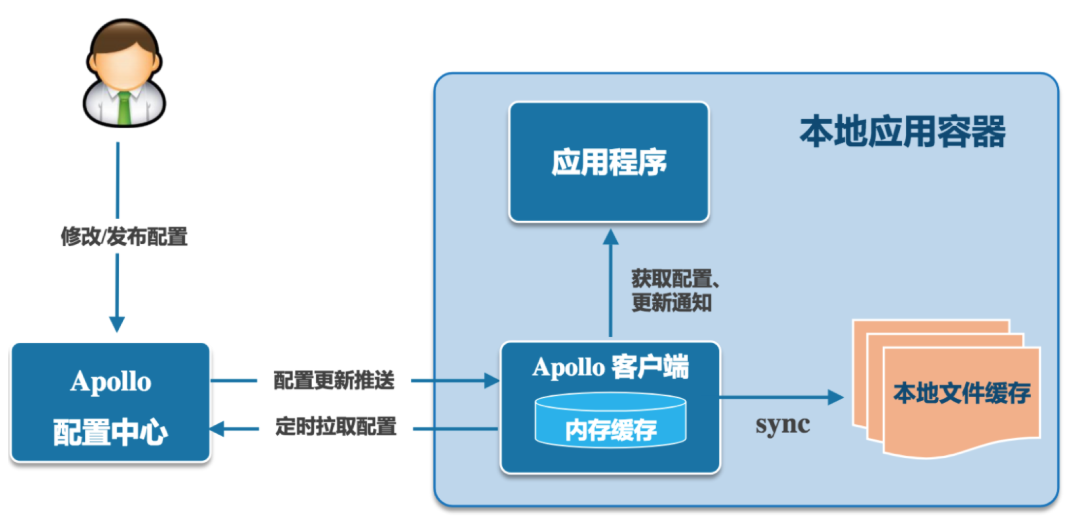 本地应用容器
应用程序
修改/发布配置
获取配置、
更新通知
Apollo
配置中心
配置更新推送
定时拉取配置
Apollo 客户端
内存缓存
sync
本地文件缓存